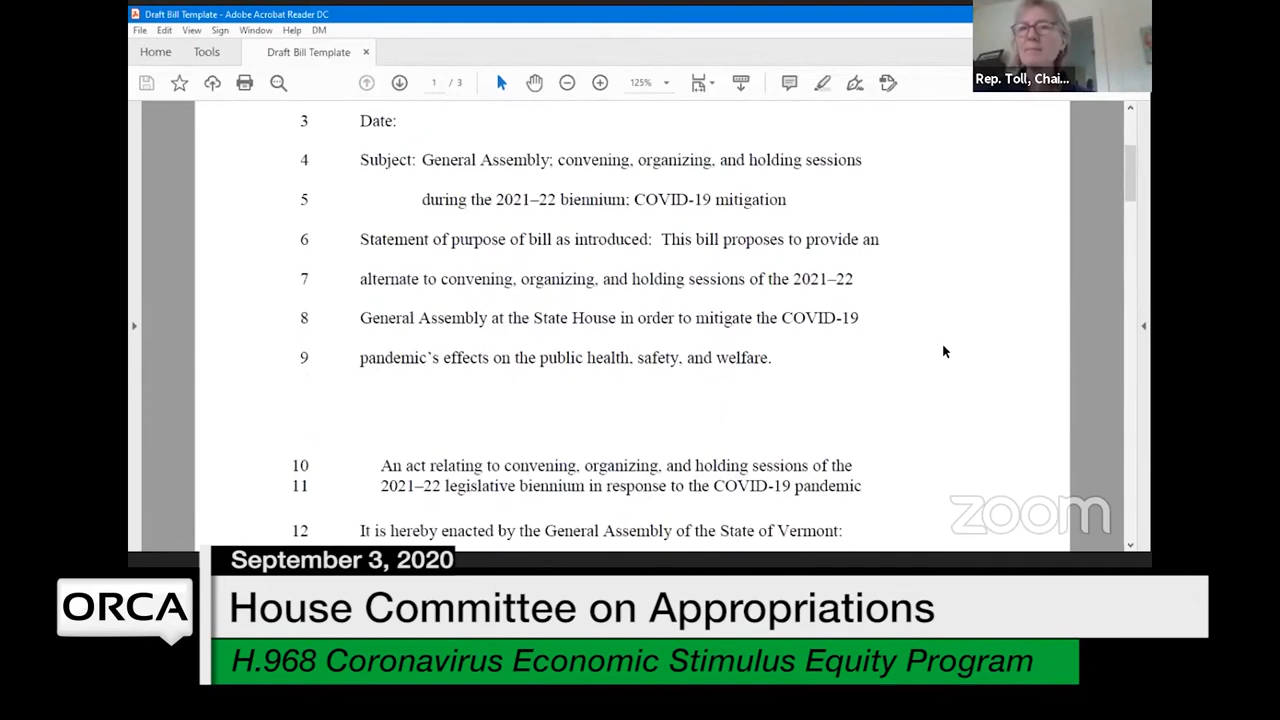 Draft Bill Template - Adobe Acrobat Reader DC
File Edit View Sign Window Help DM
Home Tools Draft Bill Template ×
1 / 3 125%
Rep. Toll, Chai...
3 Date:
4 Subject: General Assembly; convening, organizing, and holding sessions
5 during the 2021–22 biennium; COVID-19 mitigation
6 Statement of purpose of bill as introduced: This bill proposes to provide an
7 alternate to convening, organizing, and holding sessions of the 2021–22
8 General Assembly at the State House in order to mitigate the COVID-19
9 pandemic’s effects on the public health, safety, and welfare.
10 An act relating to convening, organizing, and holding sessions of the
11 2021–22 legislative biennium in response to the COVID-19 pandemic
12 It is hereby enacted by the General Assembly of the State of Vermont:
zoom
September 3, 2020
ORCA
House Committee on Appropriations
H.968 Coronavirus Economic Stimulus Equity Program